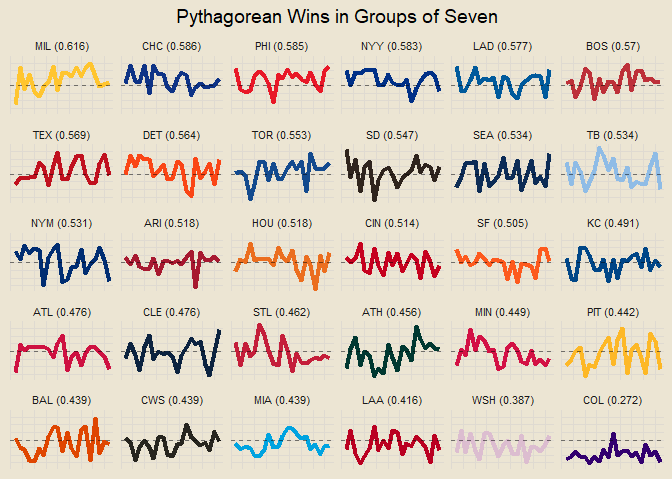 Pythagorean Wins in Groups of Seven
MIL (0.616) CHC (0.586) PHI (0.585) NYY (0.583) LAD (0.577) BOS (0.57)
TEX (0.569) DET (0.564) TOR (0.553) SD (0.547) SEA (0.534) TB (0.534)
NYM (0.531) ARI (0.518) HOU (0.518) CIN (0.514) SF (0.505) KC (0.491)
ATL (0.476) CLE (0.476) STL (0.462) ATH (0.456) MIN (0.449) PIT (0.442)
BAL (0.439) CWS (0.439) MIA (0.439) LAA (0.416) WSH (0.387) COL (0.272)